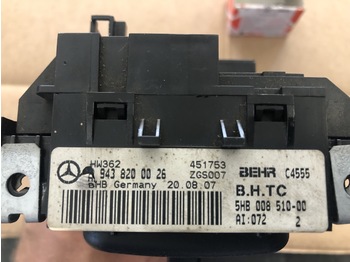 HW362 451753
A 943 820 00 26 ZGS007
BHB Germany 20.08.07
BEHR C4555
B.H.TC
5HB 008 510-00
AI:072 2